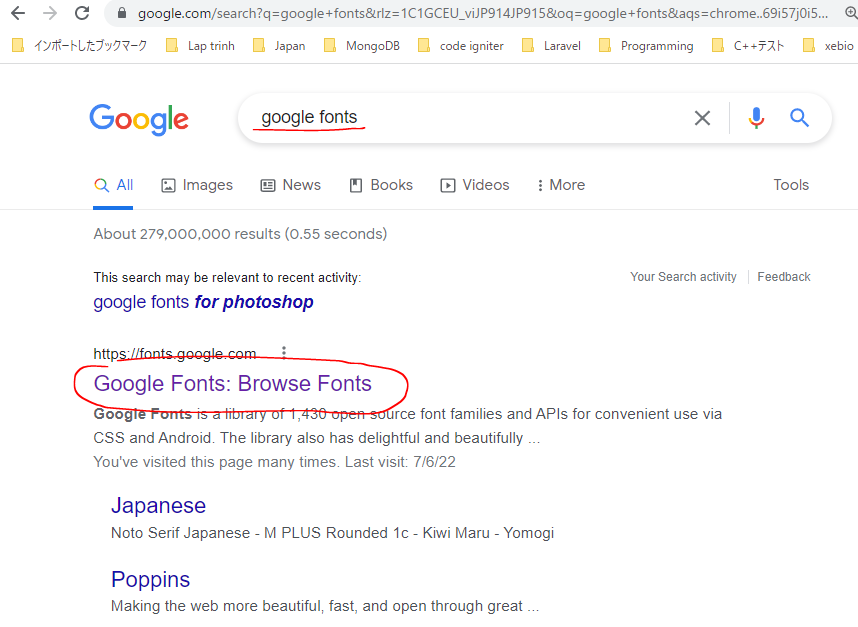 google.com/search?q=google+fonts&rlz=1C1GCEU_viJP914JP915&oq=google+fonts&aqs=chrome..69i57j0i5...
インポートしたブックマーク Lap trinh Japan MongoDB code igniter Laravel Programming C++テスト xebio
Google google fonts
All Images News Books Videos More Tools
About 279,000,000 results (0.55 seconds)
This search may be relevant to recent activity: Your Search activity Feedback
google fonts for photoshop
https://fonts.google.com
Google Fonts: Browse Fonts
Google Fonts is a library of 1,430 open source font families and APIs for convenient use via
CSS and Android. The library also has delightful and beautifully ...
You've visited this page many times. Last visit: 7/6/22
Japanese
Noto Serif Japanese - M PLUS Rounded 1c - Kiwi Maru - Yomogi
Poppins
Making the web more beautiful, fast, and open through great ...